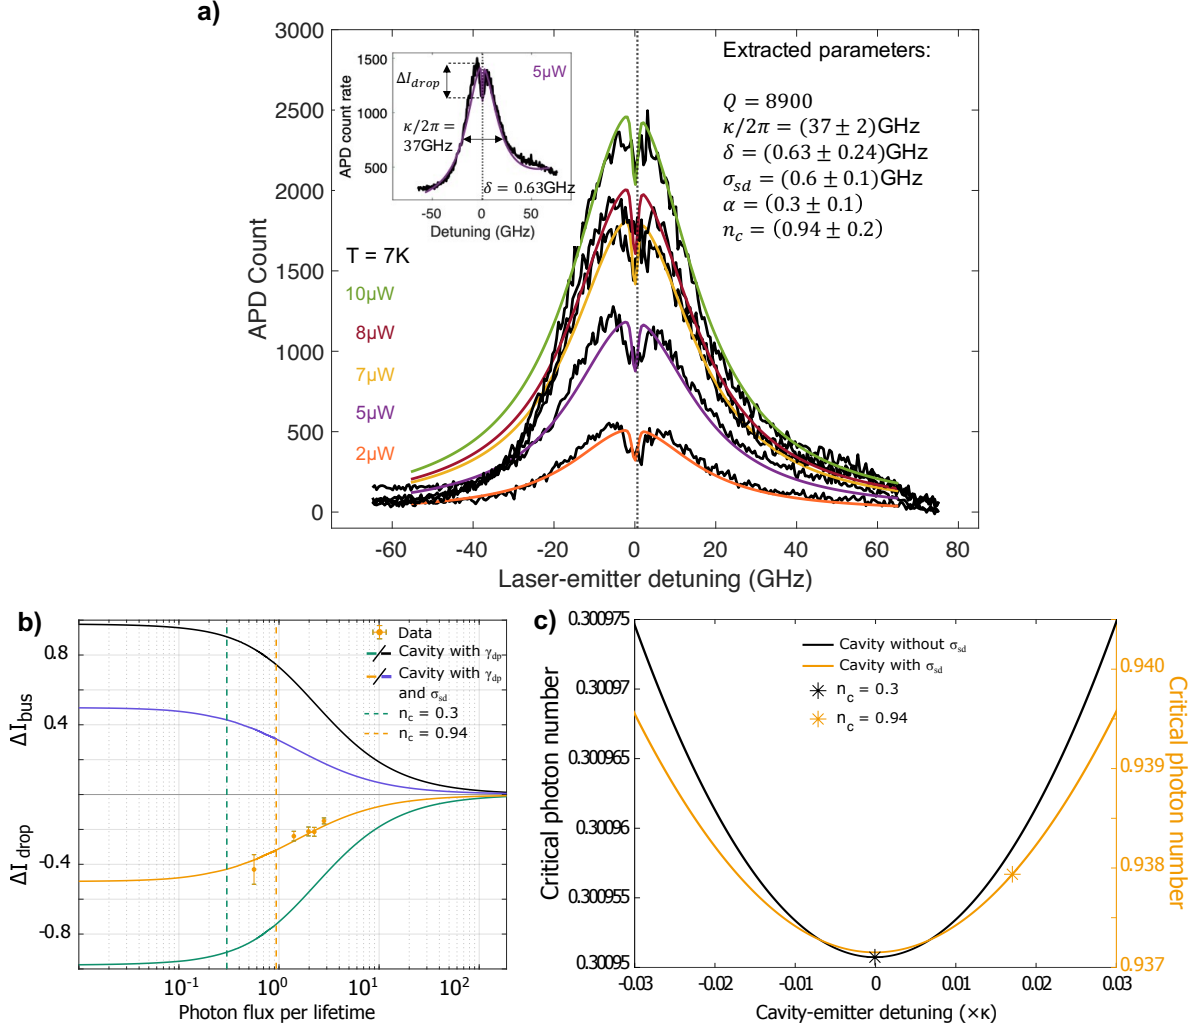 a)
3000
2500
2000
1500
1000
500
0
APD Count
-60
-40
-20
0
20
40
60
80
Laser-emitter detuning (GHz)
T = 7K
10µW
8µW
7µW
5µW
2µW
1500
1300
1000
500
APD count rate
-50
0
50
Detuning (GHz)
5µW
ΔI_drop
κ/2π =
37GHz
δ = 0.63GHz
Extracted parameters:
Q = 8900
κ/2π = (37 ± 2)GHz
δ = (0.63 ± 0.24)GHz
σ_sd = (0.6 ± 0.1)GHz
α = (0.3 ± 0.1)
n_c = (0.94 ± 0.2)
b)
0.8
0.4
-0.4
-0.8
ΔI_bus
ΔI_drop
10⁻¹
10⁰
10¹
10²
Photon flux per lifetime
Data
Cavity with γ_dp
Cavity with γ_dp
and σ_sd
n_c = 0.3
n_c = 0.94
c)
0.300975
0.30097
0.300965
0.30096
0.300955
0.30095
Critical photon number
-0.03
-0.02
-0.01
0
0.01
0.02
0.03
Cavity-emitter detuning (×κ)
Cavity without σ_sd
Cavity with σ_sd
n_c = 0.3
n_c = 0.94
0.940
0.939
0.938
0.937
Critical photon number